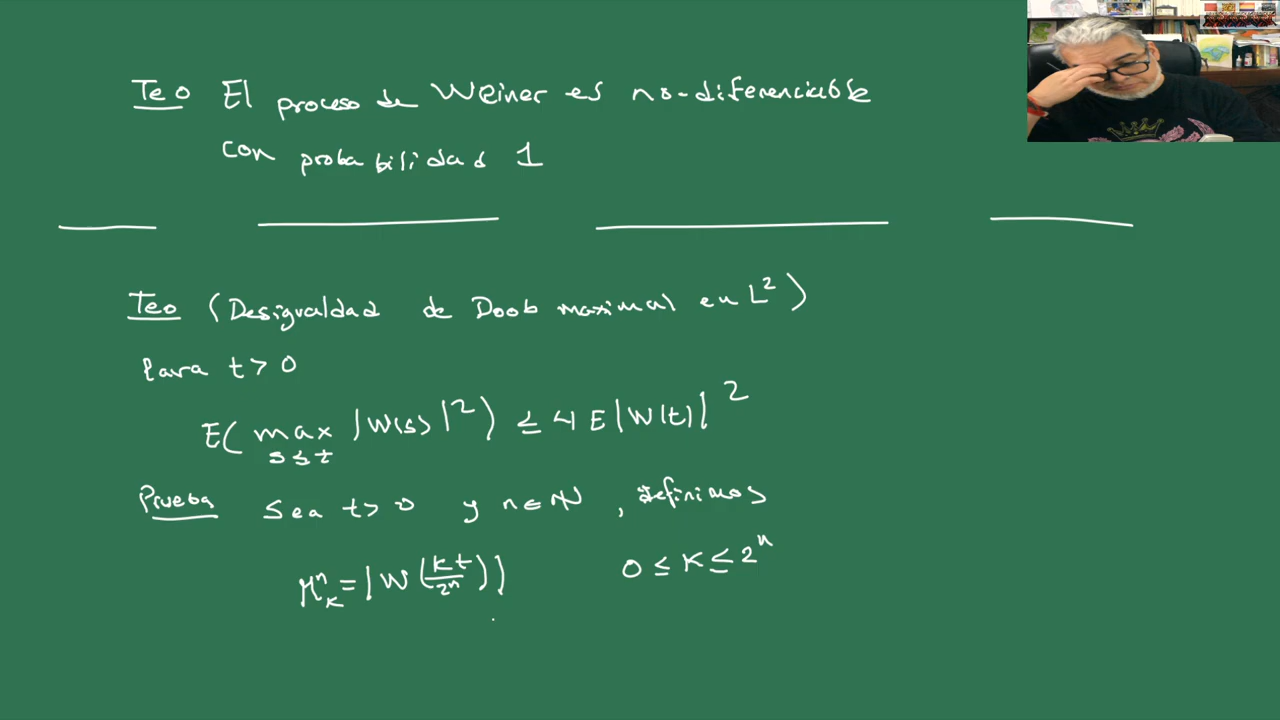 Teo El proceso de Weiner es no-diferenciable
con probabilidad 1
Teo (Desigualdad de Doob maximal en L²)
Para t > 0
E( max |W(s)|² ) ≤ 4 E |W(t)|²
s ≤ t
Prueba Sea t > 0 y n ∈ ℕ , definimos
M_k^n = |W(kt/2^n)| 0 ≤ k ≤ 2^n